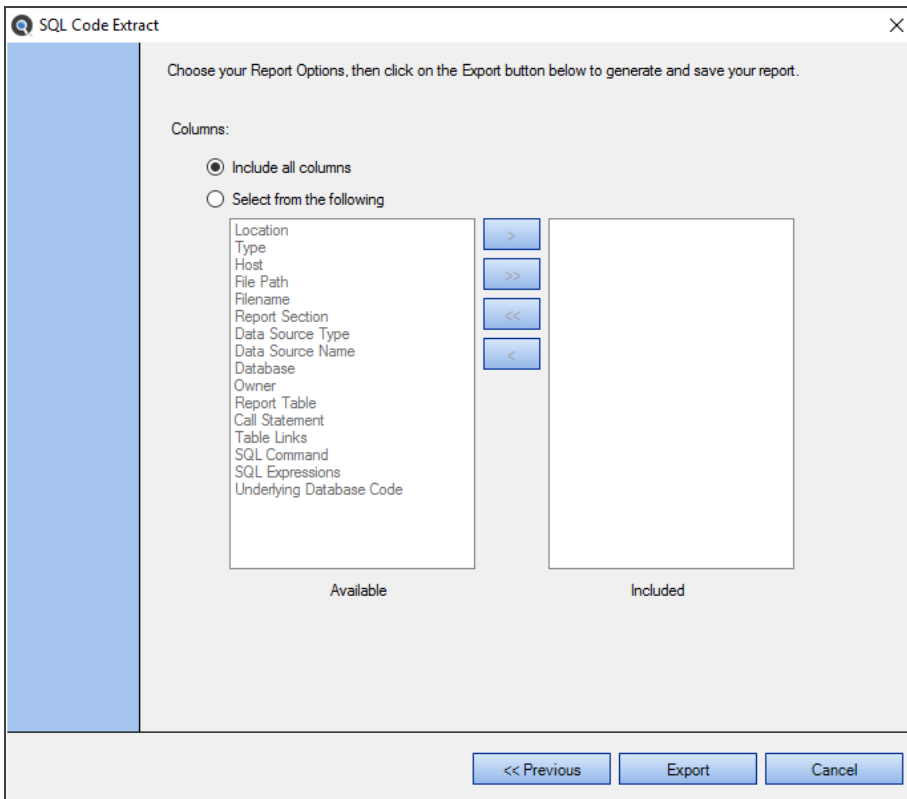 SQL Code Extract
Choose your Report Options, then click on the Export button below to generate and save your report.
Columns:
Include all columns
Select from the following
Location
Type
Host
File Path
Filename
Report Section
Data Source Type
Data Source Name
Database
Owner
Report Table
Call Statement
Table Links
SQL Command
SQL Expressions
Underlying Database Code
>
>>
<<
<
Available
Included
<< Previous
Export
Cancel